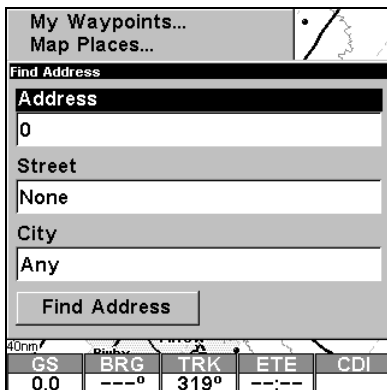 My Waypoints...
Map Places...
Find Address
Address
0
Street
None
City
Any
Find Address
40nm
GS BRG TRK ETE CDI
0.0 ---° 319° --:--